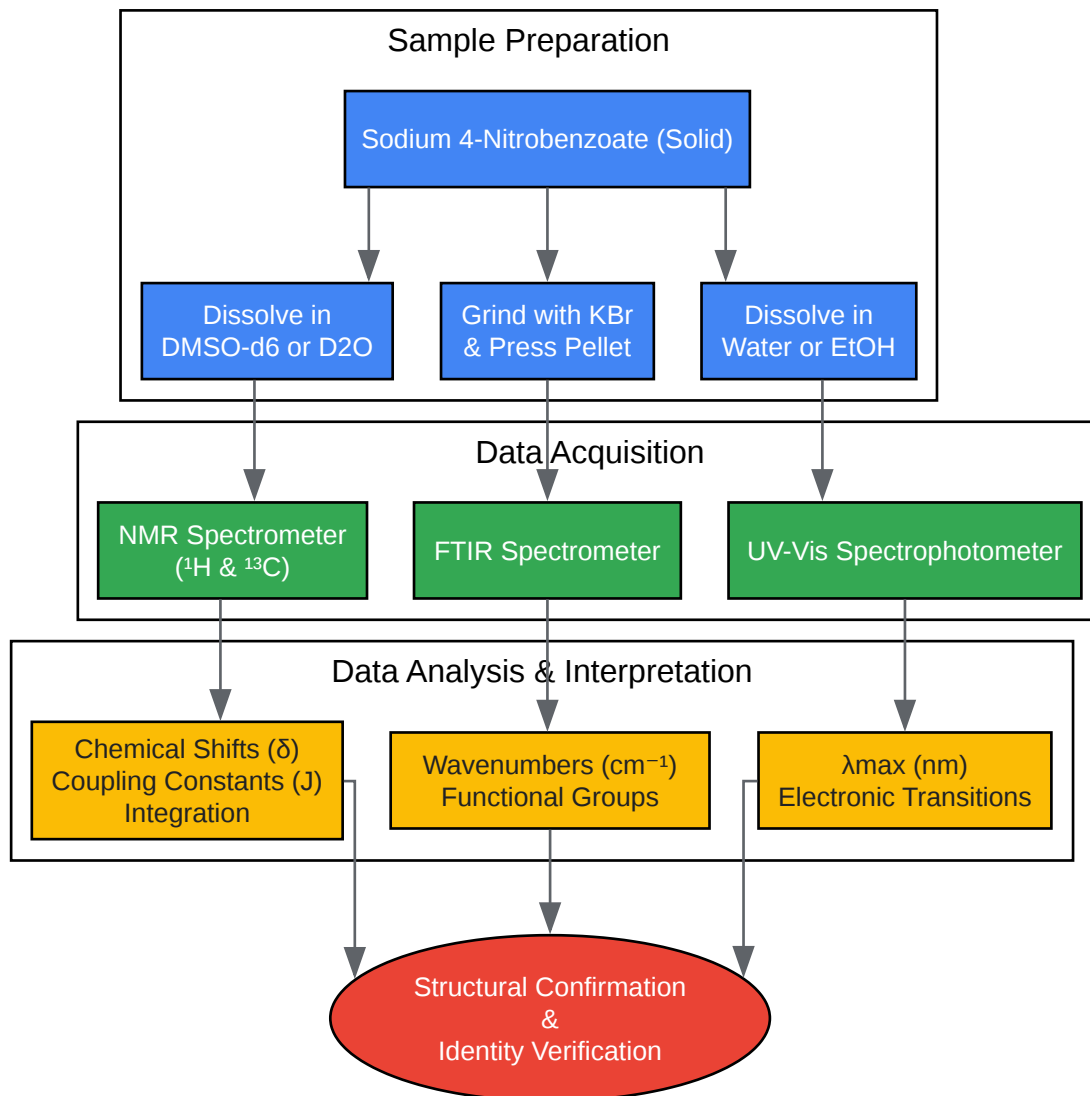 Sample Preparation
Sodium 4-Nitrobenzoate (Solid)
Dissolve in
DMSO-d6 or D2O
Grind with KBr
& Press Pellet
Dissolve in
Water or EtOH
Data Acquisition
NMR Spectrometer
(¹H & ¹³C)
FTIR Spectrometer
UV-Vis Spectrophotometer
Data Analysis & Interpretation
Chemical Shifts (δ)
Coupling Constants (J)
Integration
Wavenumbers (cm⁻¹)
Functional Groups
λmax (nm)
Electronic Transitions
Structural Confirmation
&
Identity Verification